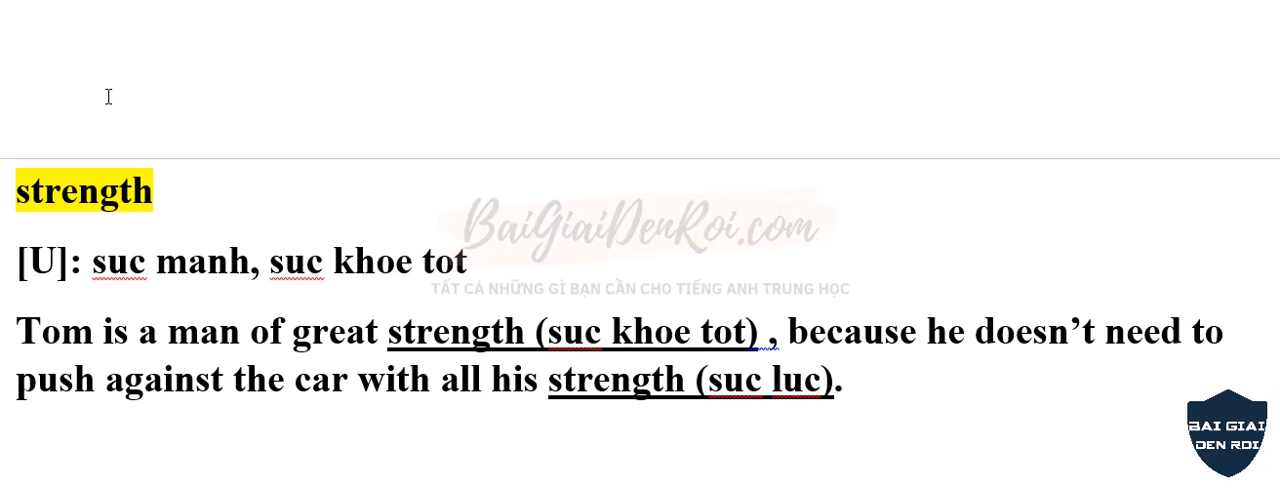 strength
BaiGiaiDenRoi.com
[U]: suc manh, suc khoe tot
TẤT CẢ NHỮNG GÌ BẠN CẦN CHO TIẾNG ANH TRUNG HỌC
Tom is a man of great strength (suc khoe tot) , because he doesn’t need to
push against the car with all his strength (suc luc).
BAI GIAI
DEN ROI